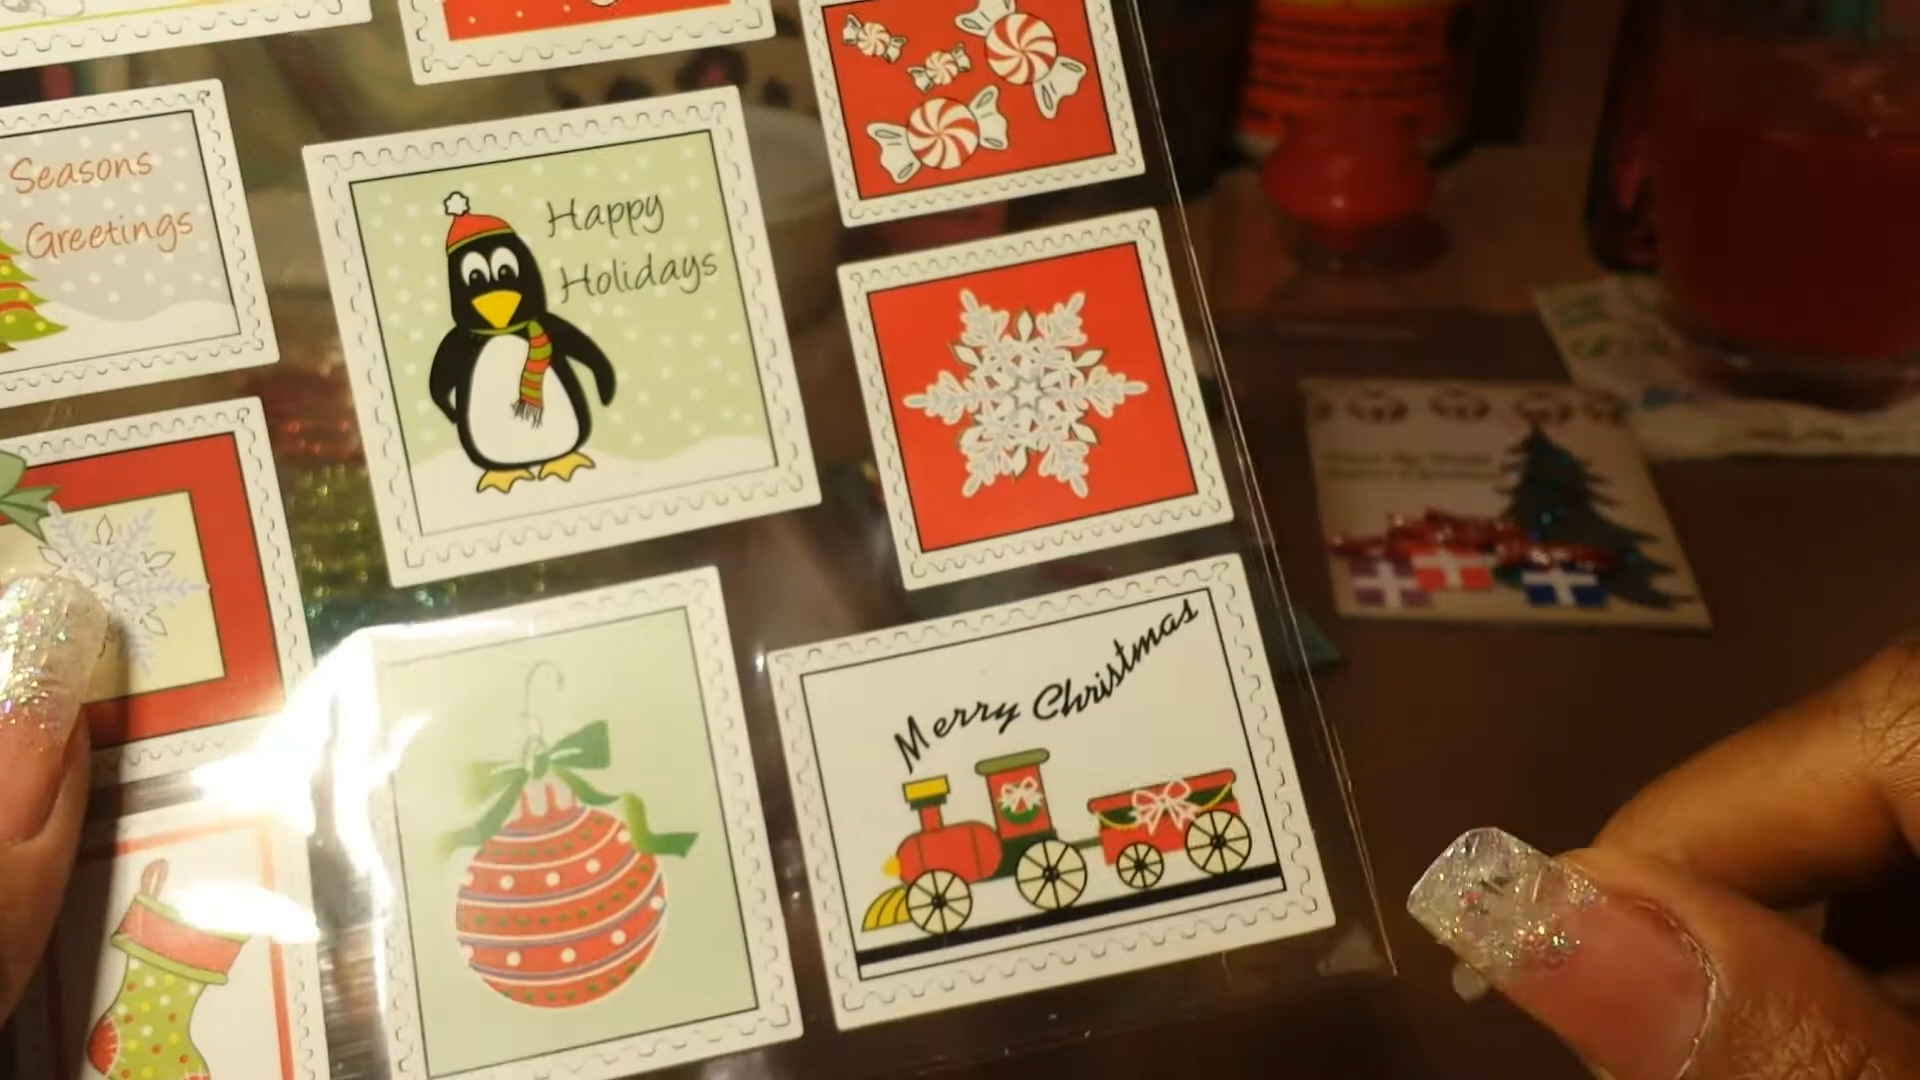 Seasons
Greetings
Happy
Holidays
Merry Christmas